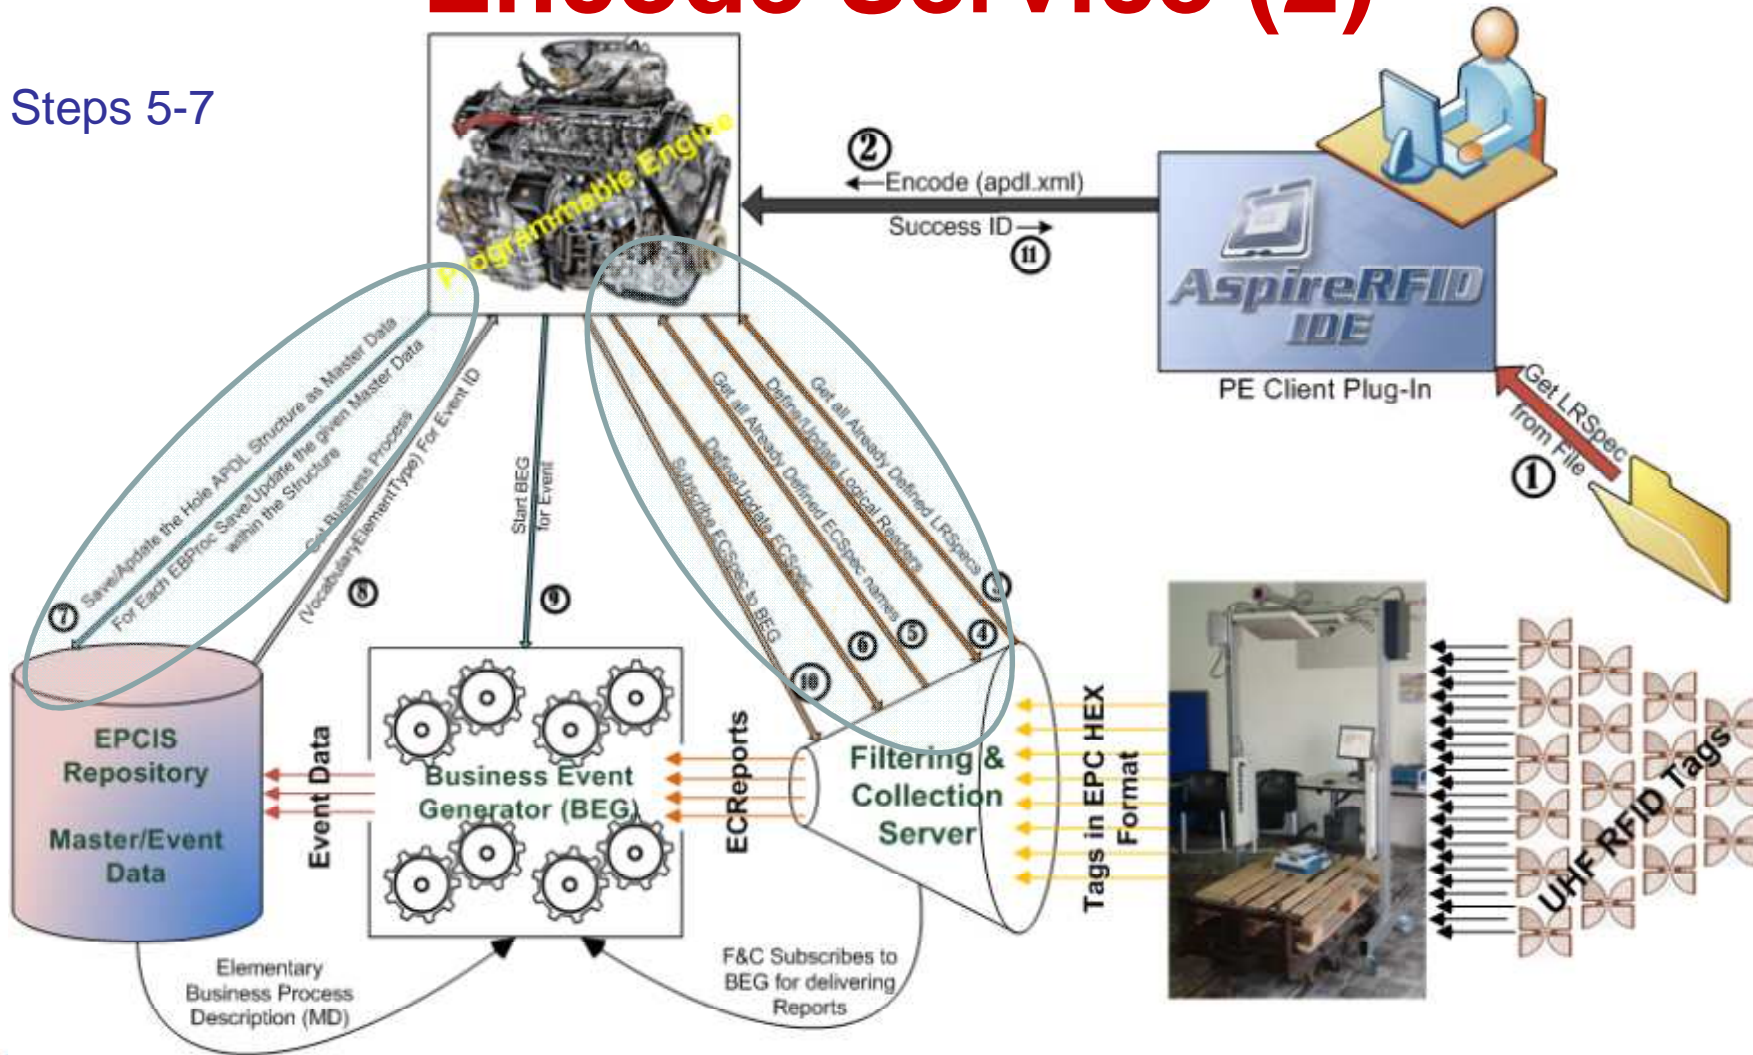 Encode Service (2)
Steps 5-7
Programmable Engine
②
Encode (apdl.xml)
Success ID
⑪
AspireRFID
IDE
PE Client Plug-In
Get LRSpec
from File
①
Save/Apdate the Hole APDL Structure as Master Data
For Each EBProc Save/Update the given Master Data
within the Structure
⑦
Get Business Process
(VocabularyElementType) For Event ID
⑧
Start BEG
for Event
⑨
Subscribe ECSpec to BEG
⑩
Define/Update ECSpec
⑥
Get all Already Defined ECSpec names
⑤
Define/Update Logical Readers
④
Get all Already Defined LRSpecs
③
EPCIS
Repository
Master/Event
Data
Event Data
Business Event
Generator (BEG)
ECReports
Filtering &
Collection
Server
Tags in EPC HEX
Format
UHF RFID Tags
Elementary
Business Process
Description (MD)
F&C Subscribes to
BEG for delivering
Reports